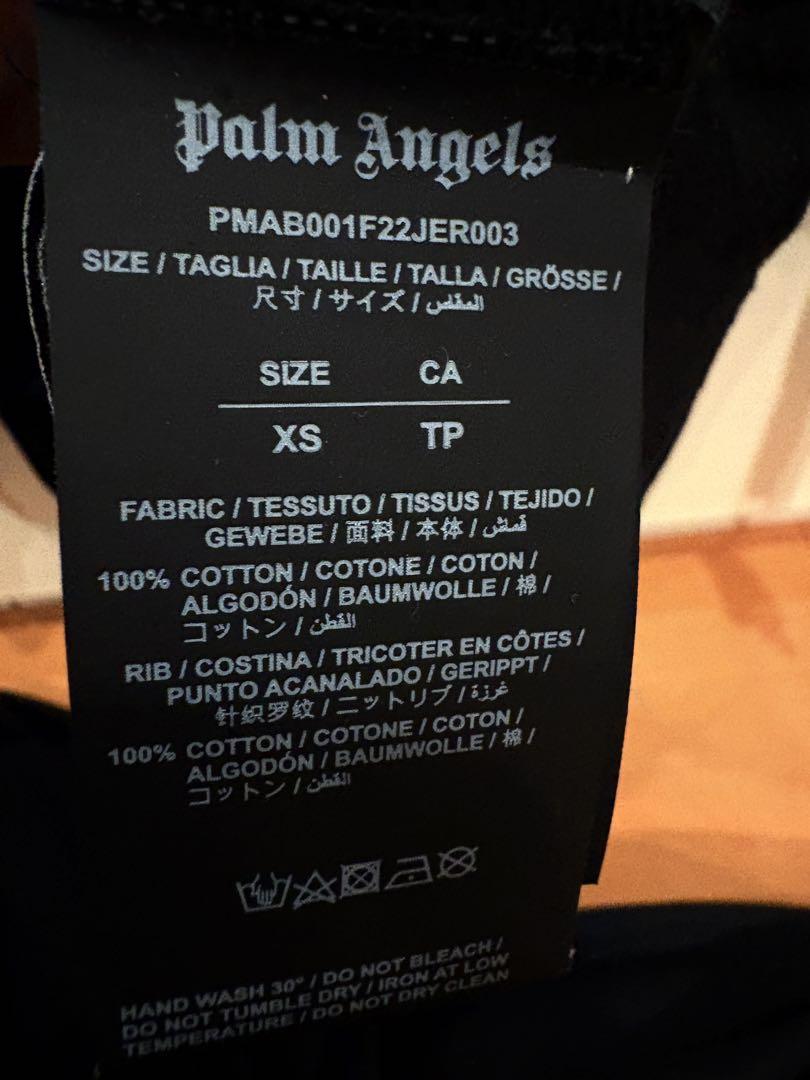 Palm Angels
PMAB001F22JER003
SIZE / TAGLIA / TAILLE / TALLA / GRÖSSE /
尺寸 / サイズ / المقاس
SIZE CA
XS TP
FABRIC / TESSUTO / TISSUS / TEJIDO /
GEWEBE / 面料 / 本体 / قماش
100% COTTON / COTONE / COTON /
ALGODÓN / BAUMWOLLE / 棉 /
コットン / القطن
RIB / COSTINA / TRICOTER EN CÔTES /
PUNTO ACANALADO / GERIPPT /
针织罗纹 / ニットリブ / غرزة
100% COTTON / COTONE / COTON /
ALGODÓN / BAUMWOLLE / 棉 /
コットン / القطن
HAND WASH 30° / DO NOT BLEACH /
DO NOT TUMBLE DRY / IRON AT LOW
TEMPERATURE / DO NOT DRY CLEAN